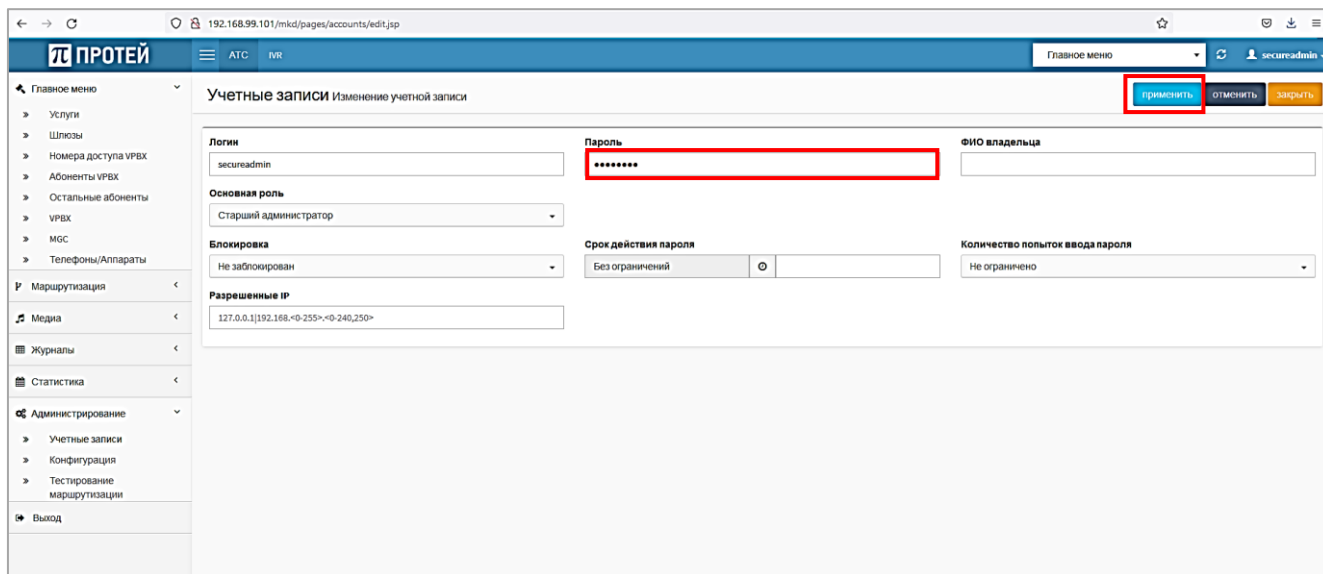 192.168.99.101/mkd/pages/accounts/edit.jsp
ПРОТЕЙ
АТС IVR
Главное меню
secureadmin
Главное меню
Услуги
Шлюзы
Номера доступа VPBX
Абоненты VPBX
Остальные абоненты
VPBX
MGC
Телефоны/Аппараты
Маршрутизация
Медиа
Журналы
Статистика
Администрирование
Учетные записи
Конфигурация
Тестирование
маршрутизации
Выход
Учетные записи Изменение учетной записи
применить отменить закрыть
Логин Пароль ФИО владельца
secureadmin ••••••••
Основная роль
Старший администратор
Блокировка Срок действия пароля Количество попыток ввода пароля
Не заблокирован Без ограничений Не ограничено
Разрешенные IP
127.0.0.1|192.168.<0-255>.<0-240,250>